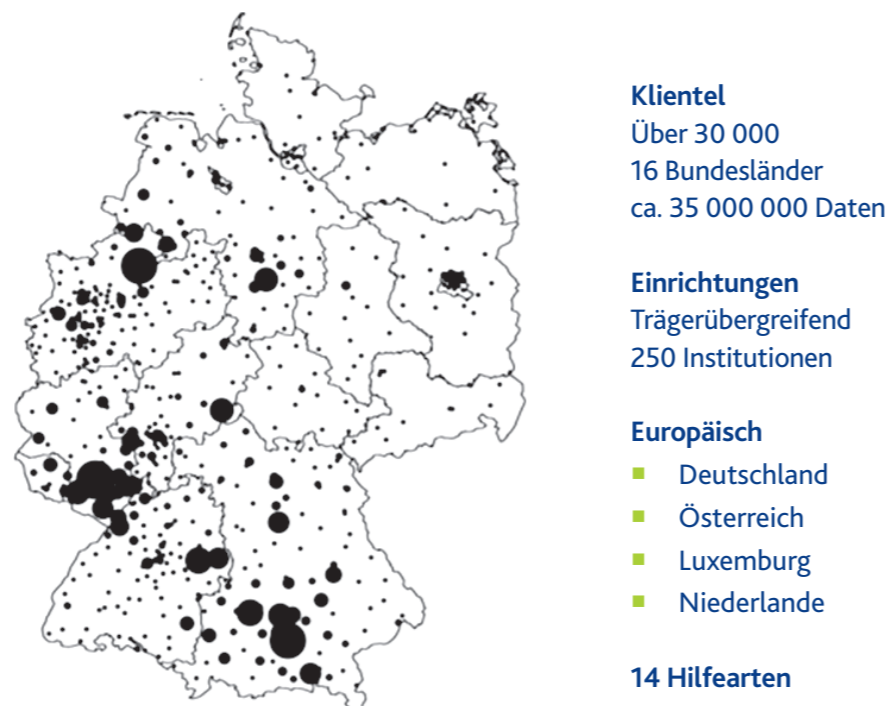 Klientel
Über 30 000
16 Bundesländer
ca. 35 000 000 Daten
Einrichtungen
Trägerübergreifend
250 Institutionen
Europäisch
Deutschland
Österreich
Luxemburg
Niederlande
14 Hilfearten